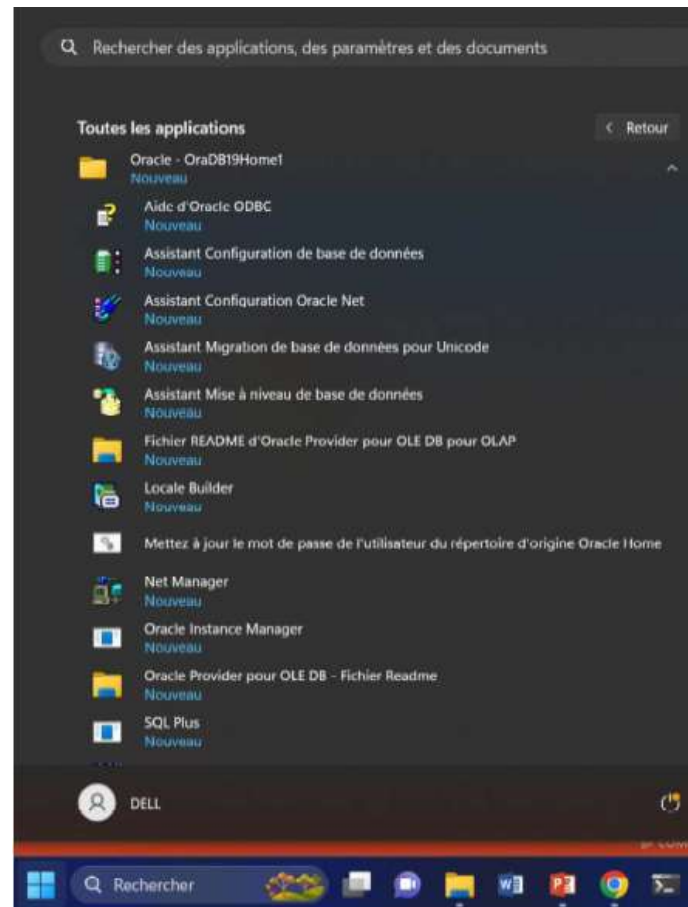 Rechercher des applications, des paramètres et des documents
Toutes les applications
< Retour
Oracle - OraDB19Home1
Nouveau
Aide d'Oracle ODBC
Nouveau
Assistant Configuration de base de données
Nouveau
Assistant Configuration Oracle Net
Nouveau
Assistant Migration de base de données pour Unicode
Nouveau
Assistant Mise à niveau de base de données
Nouveau
Fichier README d'Oracle Provider pour OLE DB pour OLAP
Nouveau
Locale Builder
Nouveau
Mettez à jour le mot de passe de l'utilisateur du répertoire d'origine Oracle Home
Net Manager
Nouveau
Oracle Instance Manager
Nouveau
Oracle Provider pour OLE DB - Fichier Readme
Nouveau
SQL Plus
Nouveau
DELL
Rechercher